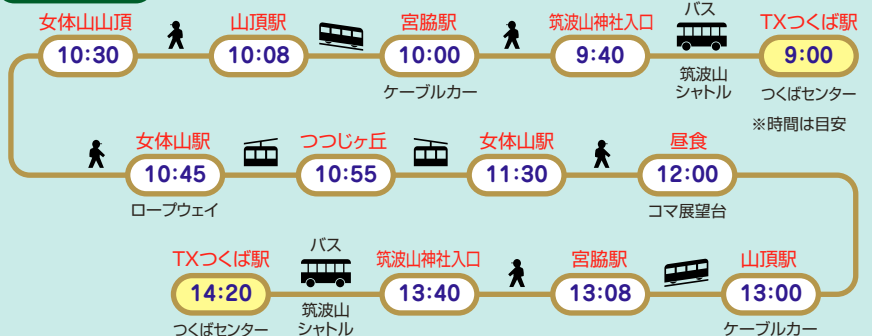 女体山山頂
10:30
山頂駅
10:08
宮脇駅
10:00
ケーブルカー
筑波山神社入口
9:40
バス
筑波山
シャトル
TXつくば駅
9:00
つくばセンター
※時間は目安
女体山駅
10:45
ロープウェイ
つつじヶ丘
10:55
女体山駅
11:30
昼食
12:00
コマ展望台
TXつくば駅
14:20
つくばセンター
バス
筑波山
シャトル
筑波山神社入口
13:40
宮脇駅
13:08
山頂駅
13:00
ケーブルカー